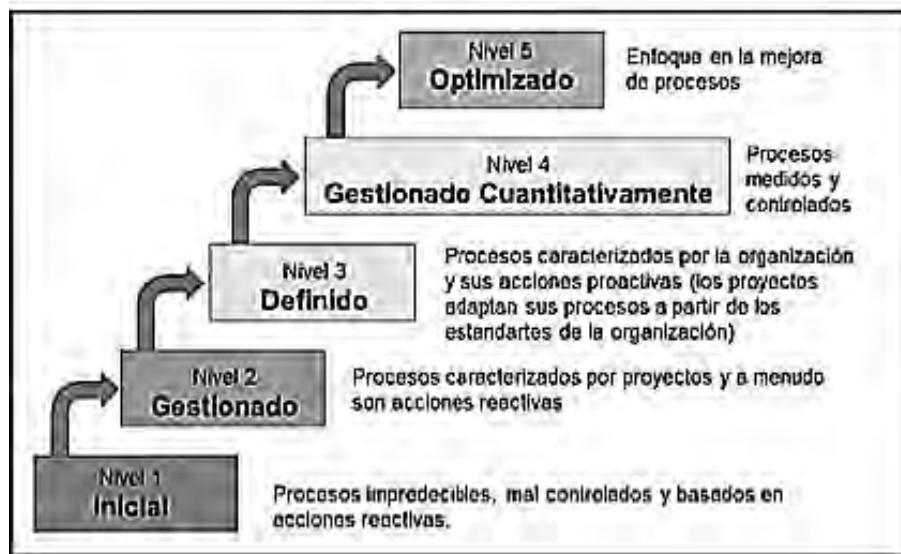 Nivel 5
Optimizado
Enfoque en la mejora
de procesos
Nivel 4
Gestionado Cuantitativamente
Procesos
medidos y
controlados
Nivel 3
Definido
Procesos caracterizados por la organización
y sus acciones proactivas (los proyectos
adaptan sus procesos a partir de los
estandartes de la organización)
Nivel 2
Gestionado
Procesos caracterizados por proyectos y a menudo
son acciones reactivas
Nivel 1
Inicial
Procesos impredecibles, mal controlados y basados en
acciones reactivas.